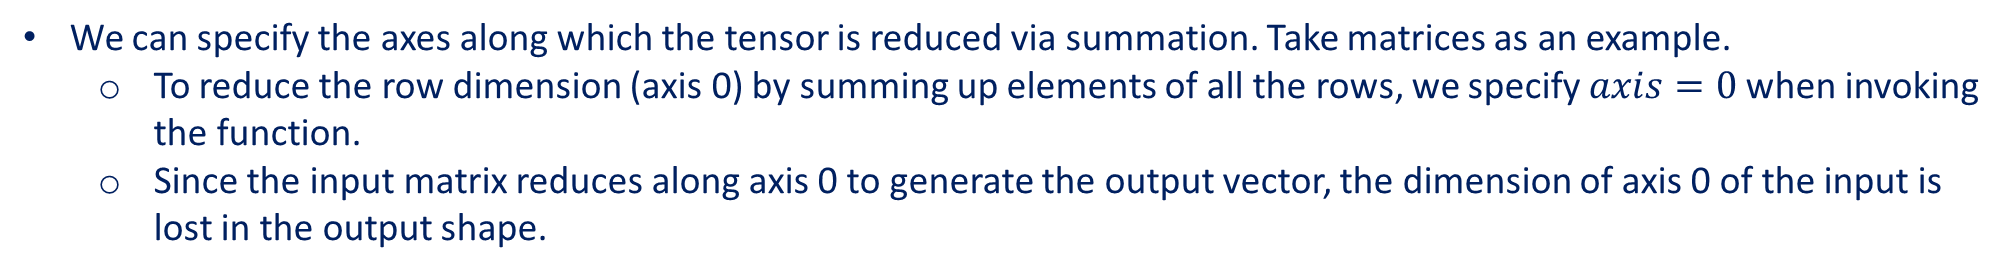 • We can specify the axes along which the tensor is reduced via summation. Take matrices as an example.
○ To reduce the row dimension (axis 0) by summing up elements of all the rows, we specify axis = 0 when invoking
the function.
○ Since the input matrix reduces along axis 0 to generate the output vector, the dimension of axis 0 of the input is
lost in the output shape.